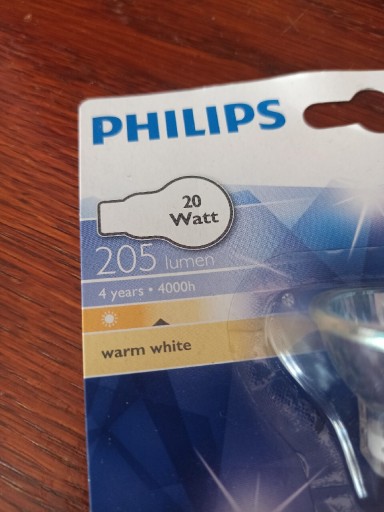 PHILIPS
20
Watt
205 lumen
4 years • 4000h
warm white